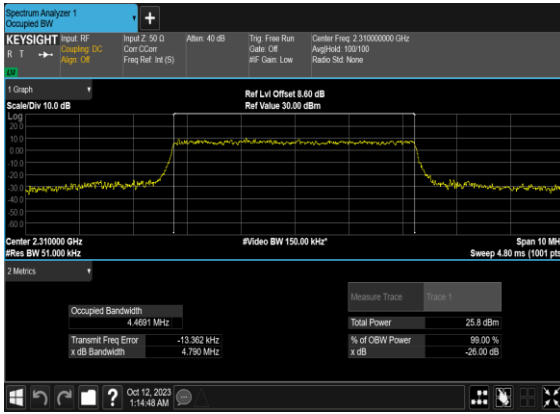 Spectrum Analyzer 1
Occupied BW
KEYSIGHT Input: RF Input Z: 50 Ω Atten: 40 dB Trig: Free Run Center Freq: 2.310000000 GHz
R T Coupling: DC Corr CCorr Gate: Off Avg|Hold: 100/100
Align: Off Freq Ref: Int (S) #IF Gain: Low Radio Std: None
1 Graph
Ref Lvl Offset 8.60 dB
Scale/Div 10.0 dB Ref Value 30.00 dBm
Log
20.0
10.0
0.00
-10.0
-20.0
-30.0
-40.0
-50.0
-60.0
Center 2.310000 GHz #Video BW 150.00 kHz* Span 10 MH
#Res BW 51.000 kHz Sweep 4.80 ms (1001 pts
2 Metrics
Measure Trace Trace 1
Occupied Bandwidth
4.4691 MHz Total Power 25.8 dBm
Transmit Freq Error -13.362 kHz % of OBW Power 99.00 %
x dB Bandwidth 4.790 MHz x dB -26.00 dB
? Oct 12, 2023
1:14:48 AM